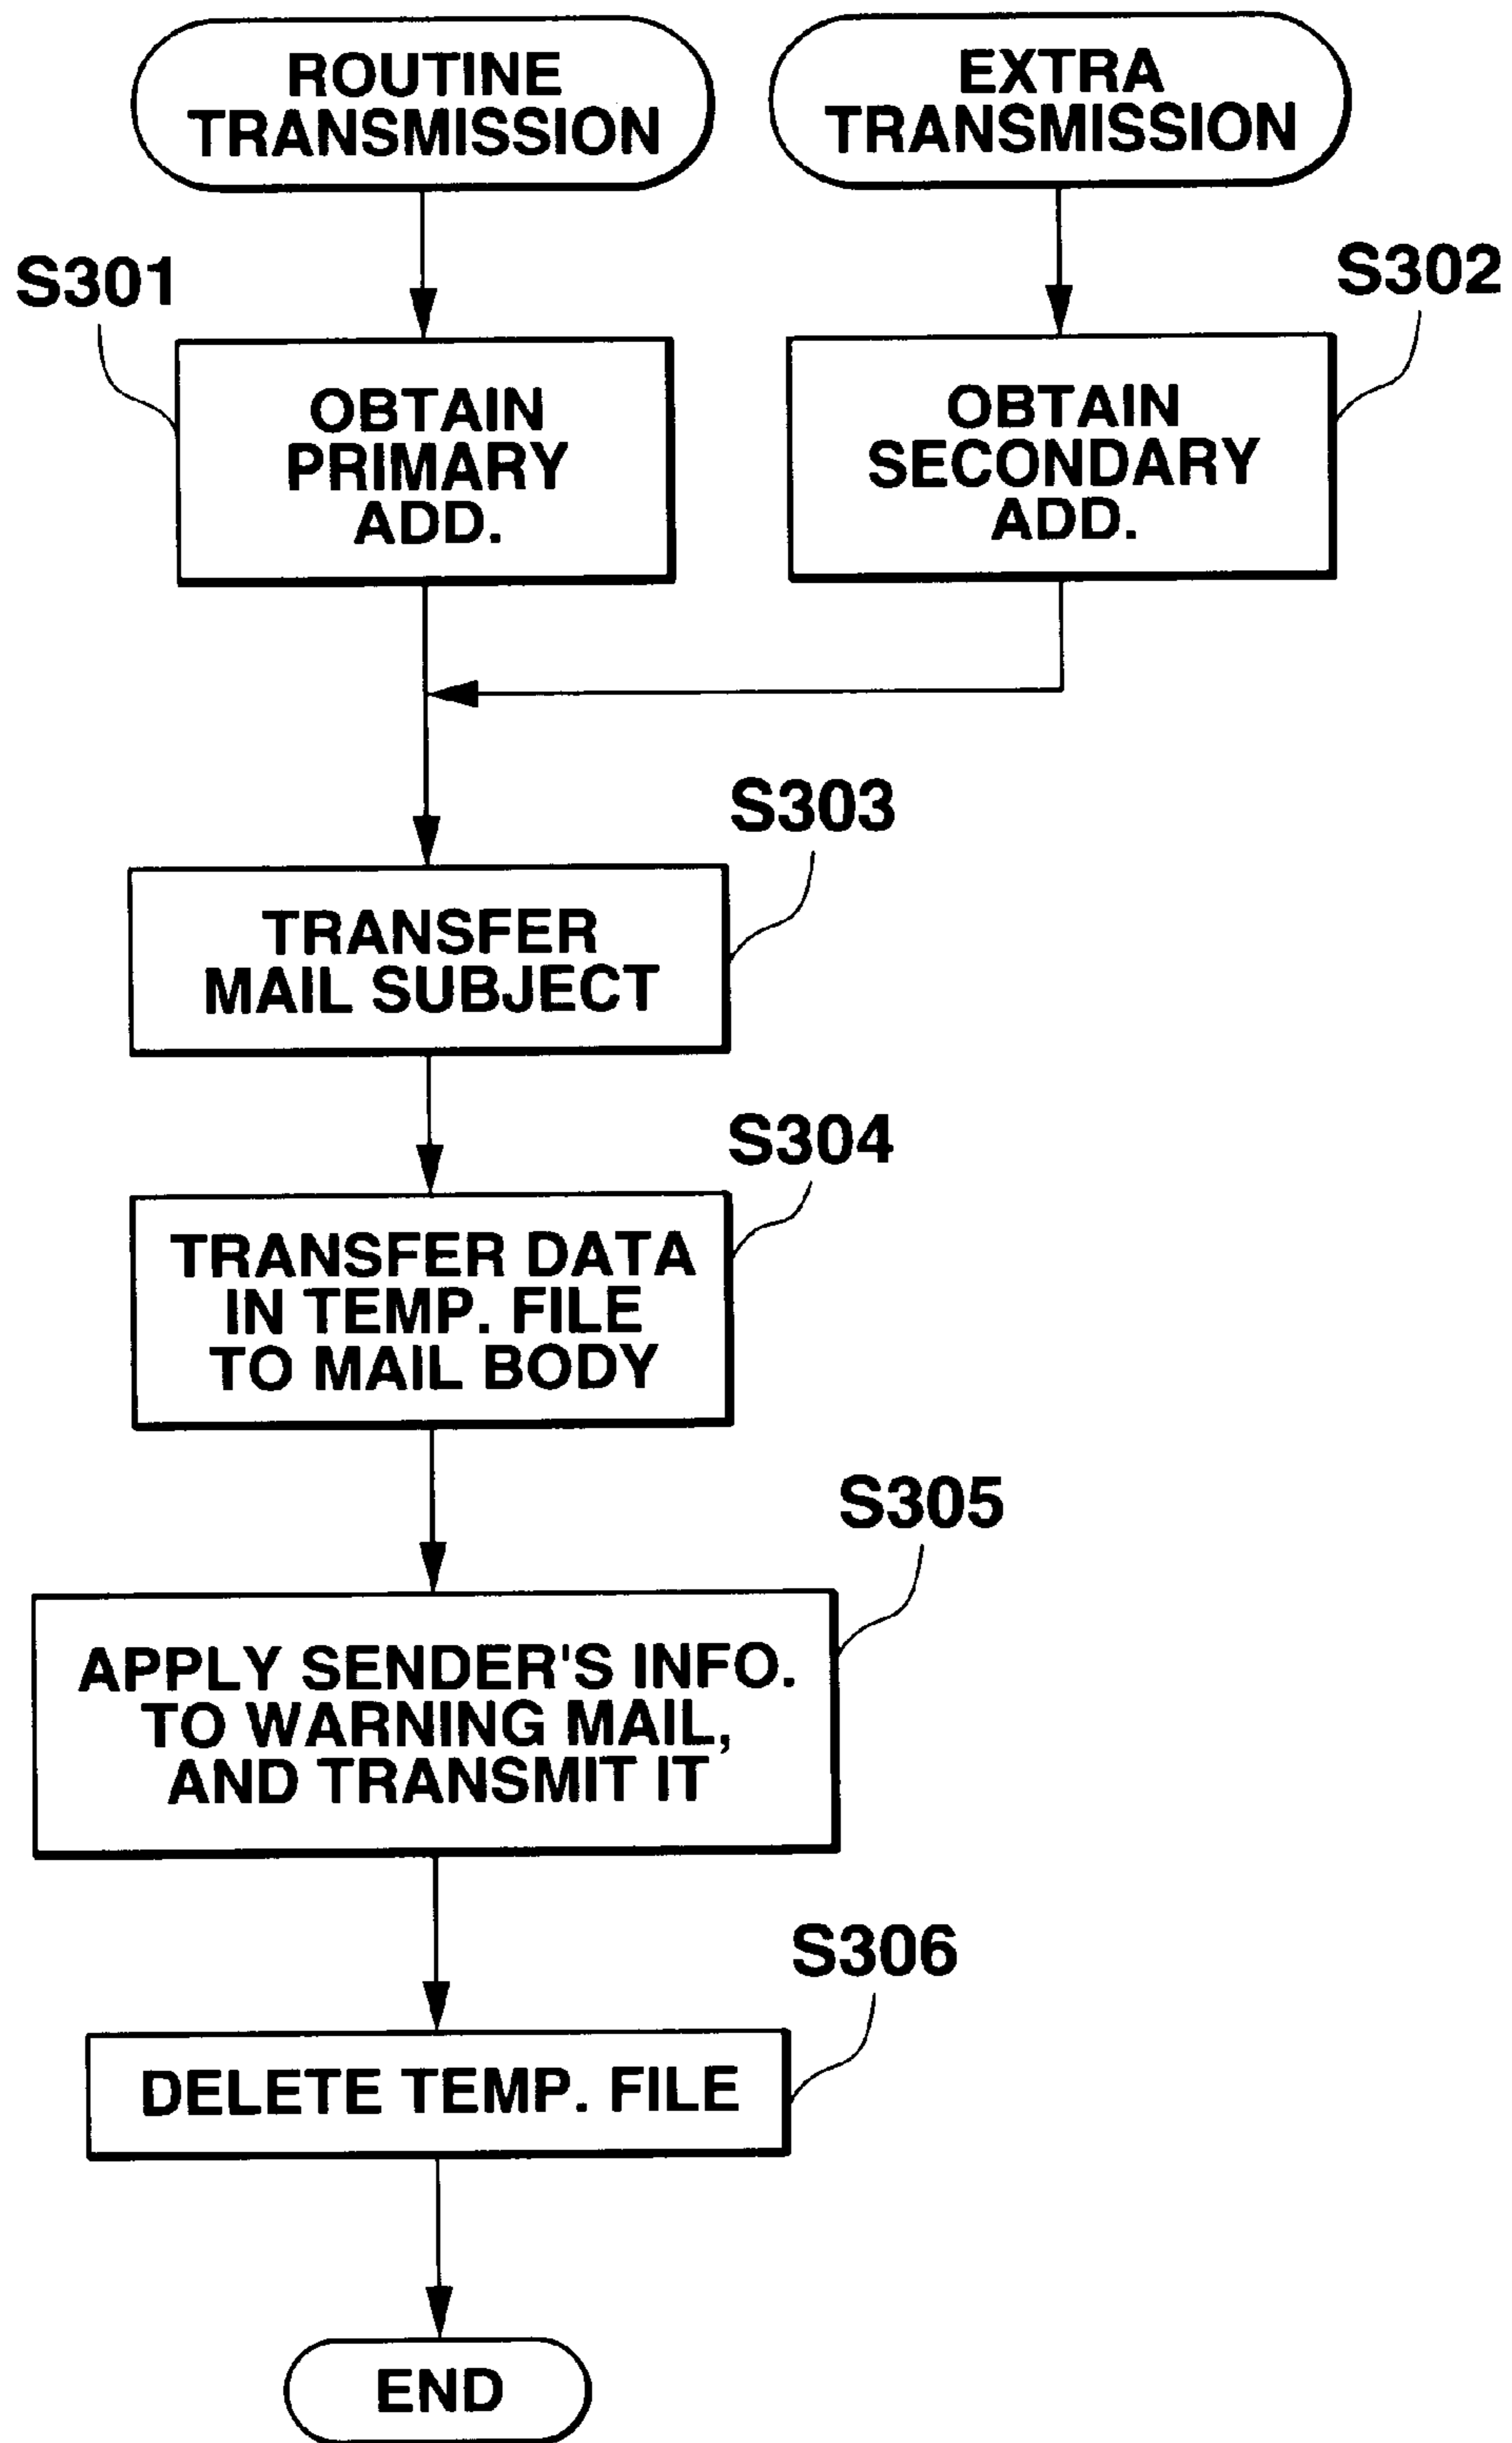 ROUTINE
TRANSMISSION
EXTRA
TRANSMISSION
S301
S302
OBTAIN
PRIMARY
ADD.
OBTAIN
SECONDARY
ADD.
S303
TRANSFER
MAIL SUBJECT
S304
TRANSFER DATA
IN TEMP. FILE
TO MAIL BODY
S305
APPLY SENDER'S INFO.
TO WARNING MAIL,
AND TRANSMIT IT
S306
DELETE TEMP. FILE
END